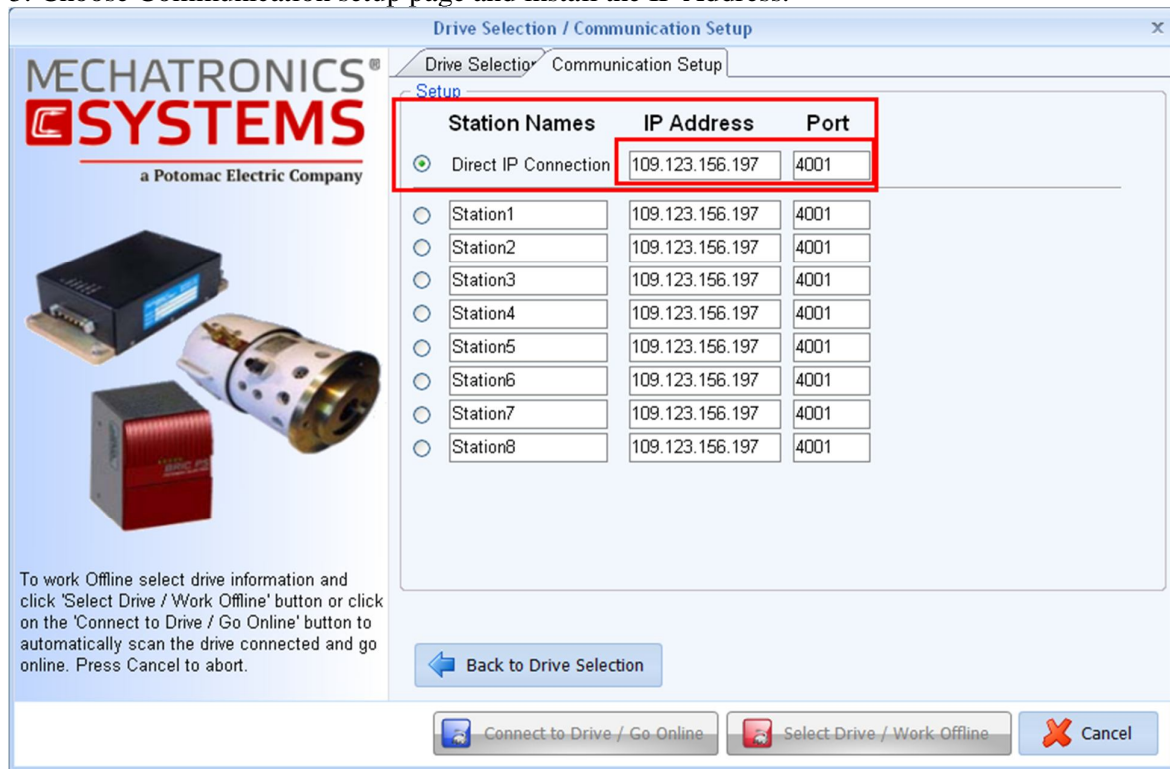 Drive Selection / Communication Setup
x
MECHATRONICS®
SYSTEMS
a Potomac Electric Company
Drive Selection
Communication Setup
Setup
Station Names IP Address Port
Direct IP Connection 109.123.156.197 4001
Station1 109.123.156.197 4001
Station2 109.123.156.197 4001
Station3 109.123.156.197 4001
Station4 109.123.156.197 4001
Station5 109.123.156.197 4001
Station6 109.123.156.197 4001
Station7 109.123.156.197 4001
Station8 109.123.156.197 4001
BRIC PS
To work Offline select drive information and
click 'Select Drive / Work Offline' button or click
on the 'Connect to Drive / Go Online' button to
automatically scan the drive connected and go
online. Press Cancel to abort.
Back to Drive Selection
Connect to Drive / Go Online
Select Drive / Work Offline
Cancel